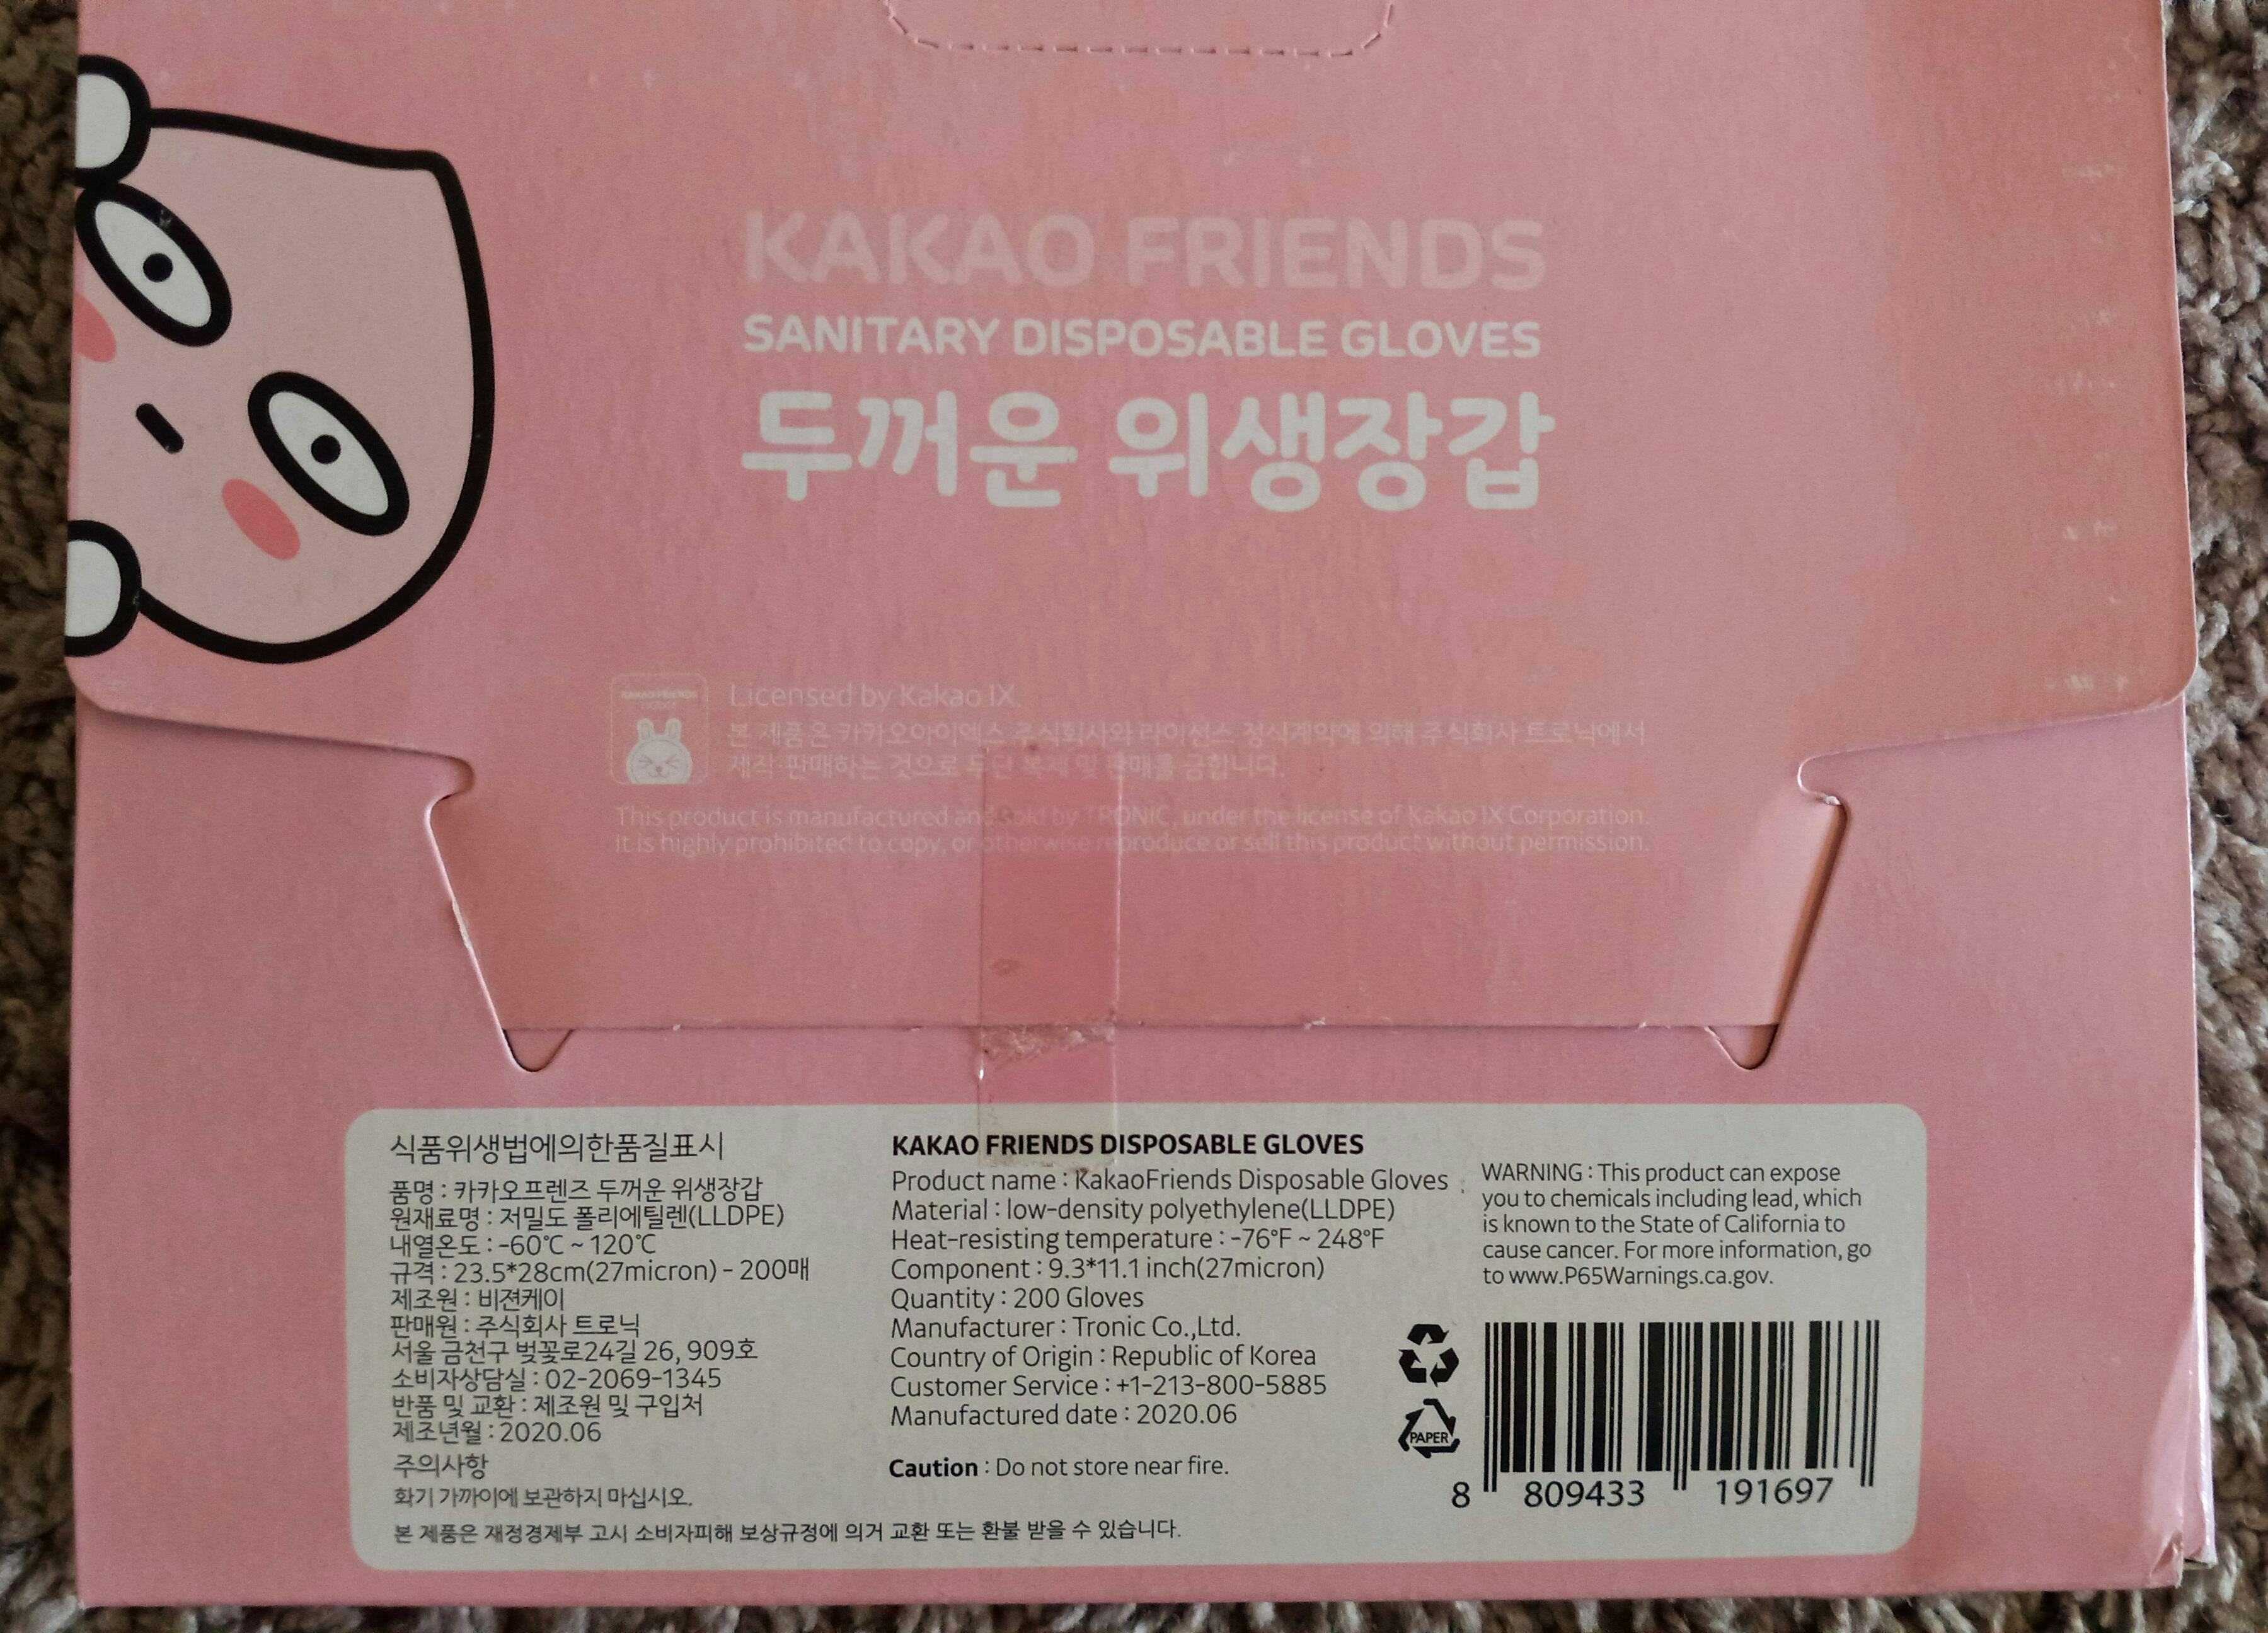 KAKAO FRIENDS
SANITARY DISPOSABLE GLOVES
두꺼운 위생장갑
Licensed by Kakao IX.
본 제품은 카카오아이엑스 주식회사와 라이선스 정식계약에 의해 주식회사 트로닉에서
제작·판매하는 것으로 무단 복제 및 판매를 금합니다.
This product is manufactured and sold by TRONIC, under the license of Kakao IX Corporation.
It is highly prohibited to copy, or otherwise reproduce or sell this product without permission.
식품위생법에의한품질표시
품명 : 카카오프렌즈 두꺼운 위생장갑
원재료명 : 저밀도 폴리에틸렌(LLDPE)
내열온도 : -60℃ ~ 120℃
규격 : 23.5*28cm(27micron) - 200매
제조원 : 비젼케이
판매원 : 주식회사 트로닉
서울 금천구 벚꽃로24길 26, 909호
소비자상담실 : 02-2069-1345
반품 및 교환 : 제조원 및 구입처
제조년월 : 2020.06
주의사항
화기 가까이에 보관하지 마십시오.
본 제품은 재정경제부 고시 소비자피해 보상규정에 의거 교환 또는 환불 받을 수 있습니다.
KAKAO FRIENDS DISPOSABLE GLOVES
Product name : KakaoFriends Disposable Gloves
Material : low-density polyethylene(LLDPE)
Heat-resisting temperature : -76°F ~ 248°F
Component : 9.3*11.1 inch(27micron)
Quantity : 200 Gloves
Manufacturer : Tronic Co.,Ltd.
Country of Origin : Republic of Korea
Customer Service : +1-213-800-5885
Manufactured date : 2020.06
Caution : Do not store near fire.
WARNING : This product can expose
you to chemicals including lead, which
is known to the State of California to
cause cancer. For more information, go
to www.P65Warnings.ca.gov.
PAPER
8 809433 191697